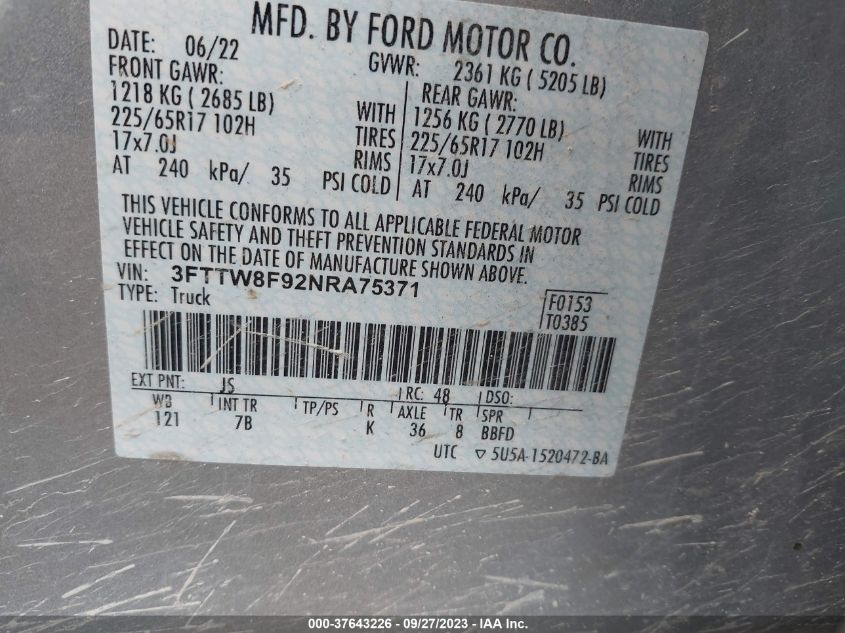 MFD. BY FORD MOTOR CO.
DATE: 06/22
GVWR: 2361 KG ( 5205 LB)
FRONT GAWR:
1218 KG ( 2685 LB) WITH
225/65R17 102H TIRES
17x7.0J RIMS
AT 240 kPa/ 35 PSI COLD
REAR GAWR:
1256 KG ( 2770 LB) WITH
225/65R17 102H TIRES
17x7.0J RIMS
AT 240 kPa/ 35 PSI COLD
THIS VEHICLE CONFORMS TO ALL APPLICABLE FEDERAL MOTOR
VEHICLE SAFETY AND THEFT PREVENTION STANDARDS IN
EFFECT ON THE DATE OF MANUFACTURE SHOWN ABOVE.
VIN: 3FTTW8F92NRA75371
TYPE: Truck
F0153
T0385
EXT PNT: JS RC: 48 DSO:
WB INT TR TP/PS R AXLE TR SPR
121 7B K 36 8 BBFD
UTC ▽ 5U5A-1520472-BA
000-37643226 - 09/27/2023 - IAAI Inc.